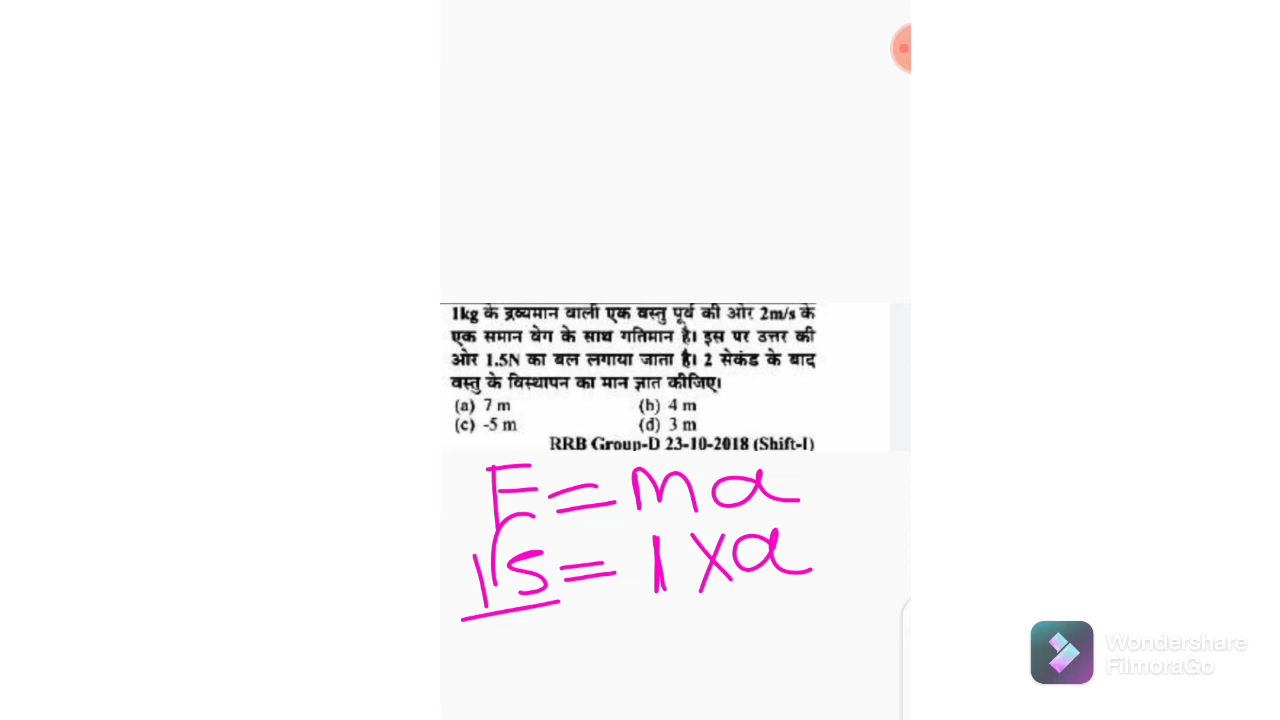 1kg के द्रव्यमान वाली एक वस्तु पूर्व की ओर 2m/s के
एक समान वेग के साथ गतिमान है। इस पर उत्तर की
ओर 1.5N का बल लगाया जाता है। 2 सेकंड के बाद
वस्तु के विस्थापन का मान ज्ञात कीजिए।
(a) 7 m (b) 4 m
(c) -5 m (d) 3 m
RRB Group-D 23-10-2018 (Shift-I)
F = ma
= 1 × a
Wondershare
FilmoraGo